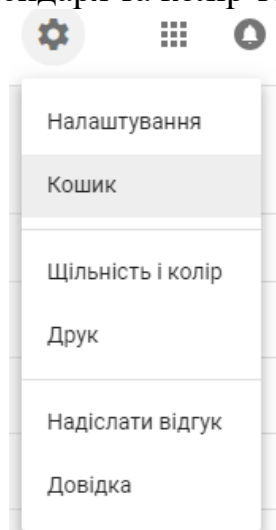 Налаштування
Кошик
Щільність і колір
Друк
Надіслати відгук
Довідка